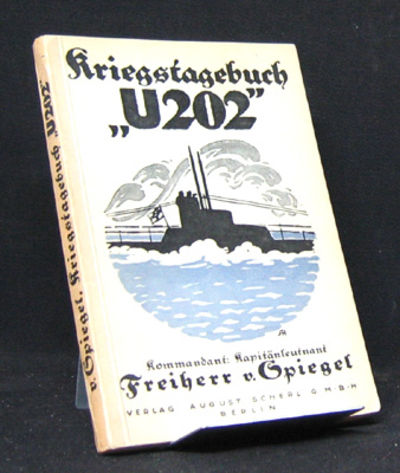 Kriegstagebuch
„U202"
Kommandant: Kapitänleutnant
Freiherr v. Spiegel
VERLAG AUGUST SCHERL G·M·B·H
BERLIN
v. Spiegel. Kriegstagebuch „U202"